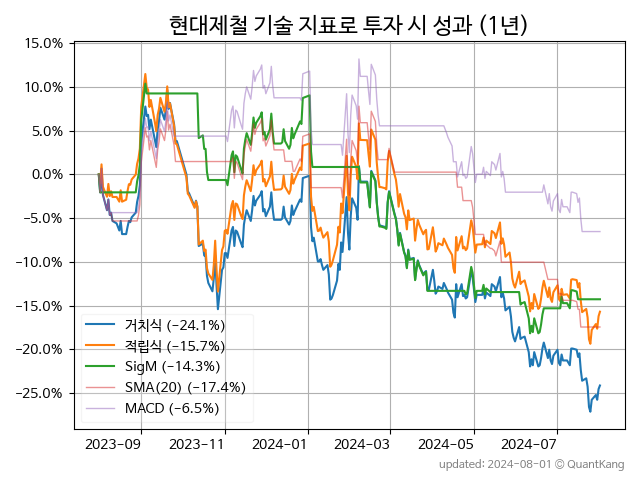 현대제철 기술 지표로 투자 시 성과 (1년)
15.0%
10.0%
5.0%
0.0%
−5.0%
−10.0%
−15.0%
−20.0%
−25.0%
거치식 (−24.1%)
적립식 (−15.7%)
SigM (−14.3%)
SMA(20) (−17.4%)
MACD (−6.5%)
2023-09 2023-11 2024-01 2024-03 2024-05 2024-07
updated: 2024-08-01 © QuantKang